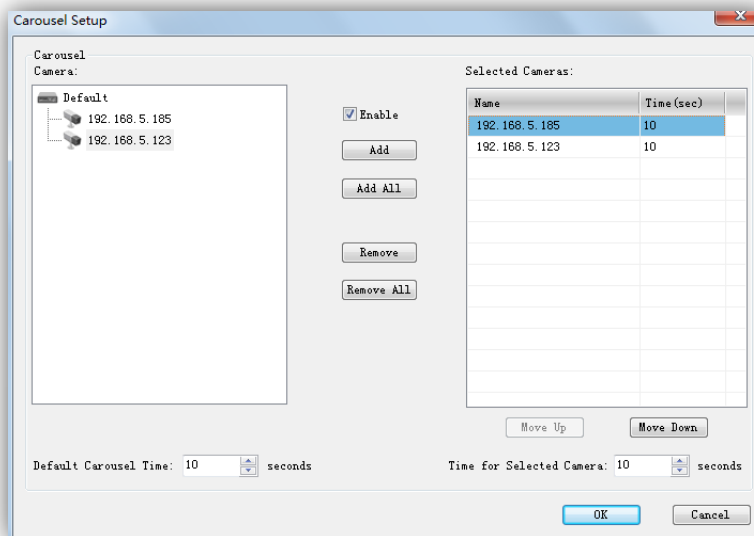 Carousel Setup
Carousel
Camera:
Selected Cameras:
Default
192.168.5.185
192.168.5.123
Enable
Add
Add All
Remove
Remove All
Name Time(sec)
192.168.5.185 10
192.168.5.123 10
Move Up Move Down
Default Carousel Time: 10 seconds
Time for Selected Camera: 10 seconds
OK Cancel